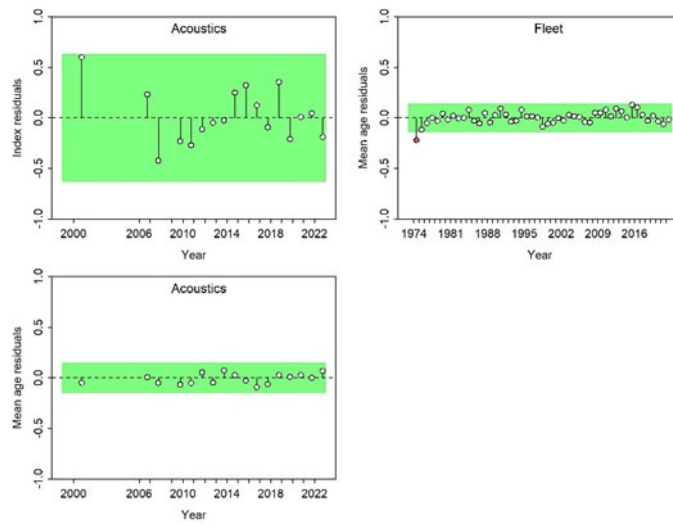 Acoustics
Index residuals
1.0
0.5
0.0
-0.5
-1.0
2000 2006 2010 2014 2018 2022
Year
Fleet
Mean age residuals
1.0
0.5
0.0
-0.5
-1.0
1974 1981 1988 1995 2002 2009 2016
Year
Acoustics
Mean age residuals
1.0
0.5
0.0
-0.5
-1.0
2000 2006 2010 2014 2018 2022
Year